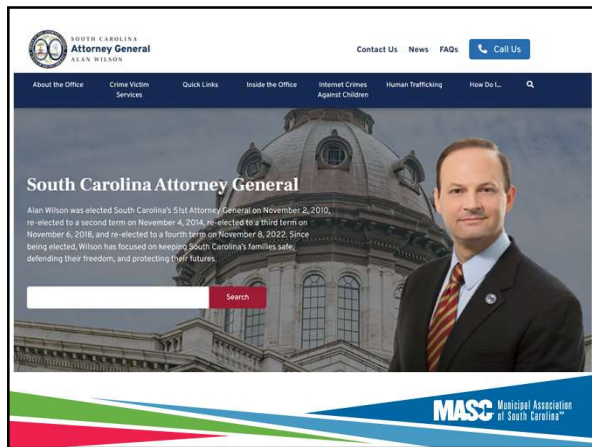 SOUTH CAROLINA
Attorney General
ALAN WILSON
Contact Us News FAQs Call Us
About the Office
Crime Victim
Services
Quick Links
Inside the Office
Internet Crimes
Against Children
Human Trafficking
How Do I...
South Carolina Attorney General
Alan Wilson was elected South Carolina's 51st Attorney General on November 2, 2010,
re-elected to a second term on November 4, 2014, re-elected to a third term on
November 6, 2018, and re-elected to a fourth term on November 8, 2022. Since
being elected, Wilson has focused on keeping South Carolina's families safe,
defending their freedom, and protecting their futures.
Search
MASC Municipal Association
of South Carolina℠